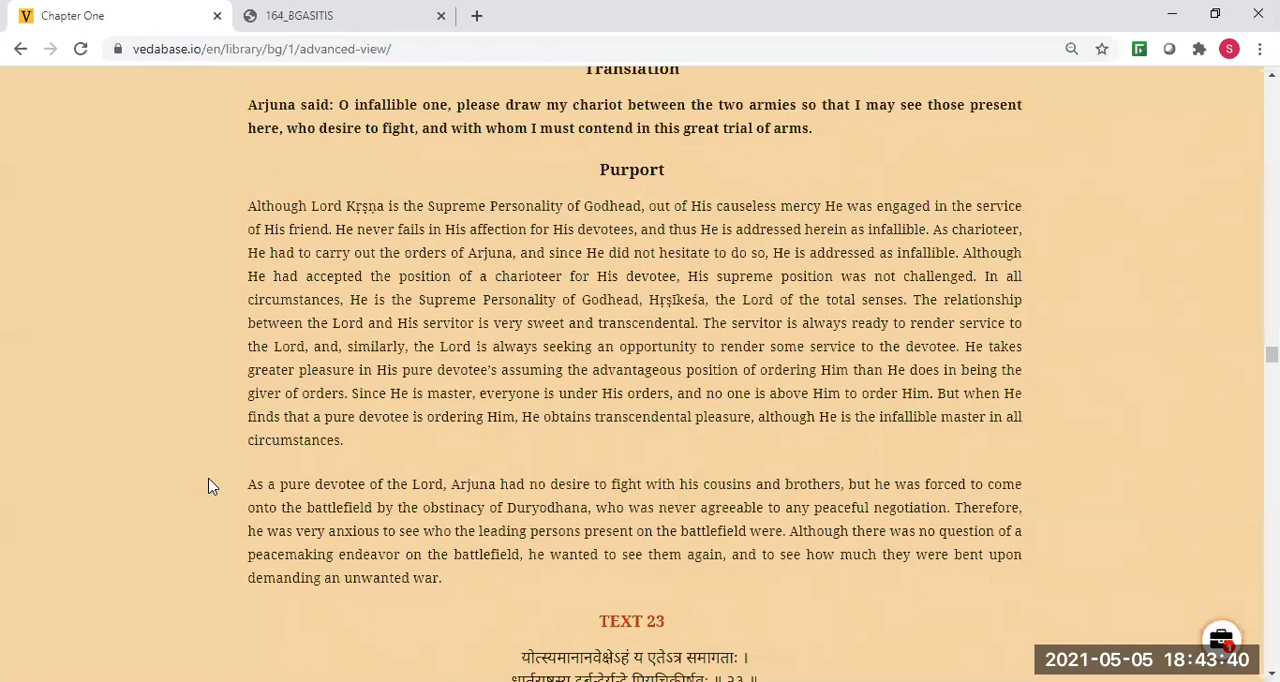 Chapter One
164_BGASITIS
vedabase.io/en/library/bg/1/advanced-view/
S
Translation
Arjuna said: O infallible one, please draw my chariot between the two armies so that I may see those present
here, who desire to fight, and with whom I must contend in this great trial of arms.
Purport
Although Lord Kṛṣṇa is the Supreme Personality of Godhead, out of His causeless mercy He was engaged in the service
of His friend. He never fails in His affection for His devotees, and thus He is addressed herein as infallible. As charioteer,
He had to carry out the orders of Arjuna, and since He did not hesitate to do so, He is addressed as infallible. Although
He had accepted the position of a charioteer for His devotee, His supreme position was not challenged. In all
circumstances, He is the Supreme Personality of Godhead, Hṛṣīkeśa, the Lord of the total senses. The relationship
between the Lord and His servitor is very sweet and transcendental. The servitor is always ready to render service to
the Lord, and, similarly, the Lord is always seeking an opportunity to render some service to the devotee. He takes
greater pleasure in His pure devotee’s assuming the advantageous position of ordering Him than He does in being the
giver of orders. Since He is master, everyone is under His orders, and no one is above Him to order Him. But when He
finds that a pure devotee is ordering Him, He obtains transcendental pleasure, although He is the infallible master in all
circumstances.
As a pure devotee of the Lord, Arjuna had no desire to fight with his cousins and brothers, but he was forced to come
onto the battlefield by the obstinacy of Duryodhana, who was never agreeable to any peaceful negotiation. Therefore,
he was very anxious to see who the leading persons present on the battlefield were. Although there was no question of a
peacemaking endeavor on the battlefield, he wanted to see them again, and to see how much they were bent upon
demanding an unwanted war.
TEXT 23
योत्स्यमानानवेक्षेऽहं य एतेऽत्र समागताः ।
2021-05-05 18:43:40